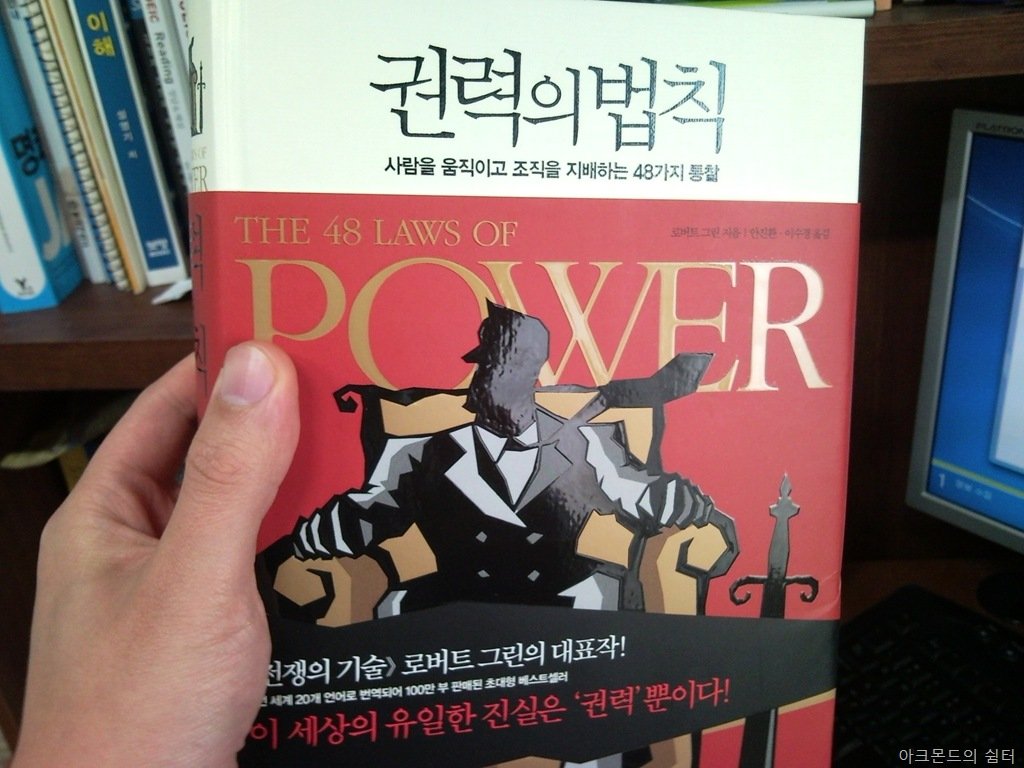 권력의 법칙
사람을 움직이고 조직을 지배하는 48가지 통찰
THE 48 LAWS OF
로버트 그린 지음 | 안진환 · 이수경 옮김
POWER
전쟁의 기술》 로버트 그린의 대표작!
전 세계 20개 언어로 번역되어 100만 부 판매된 초대형 베스트셀러
이 세상의 유일한 진실은 '권력'뿐이다!
이해
Reading
TOEIC
POWER
1
아크몬드의 쉼터